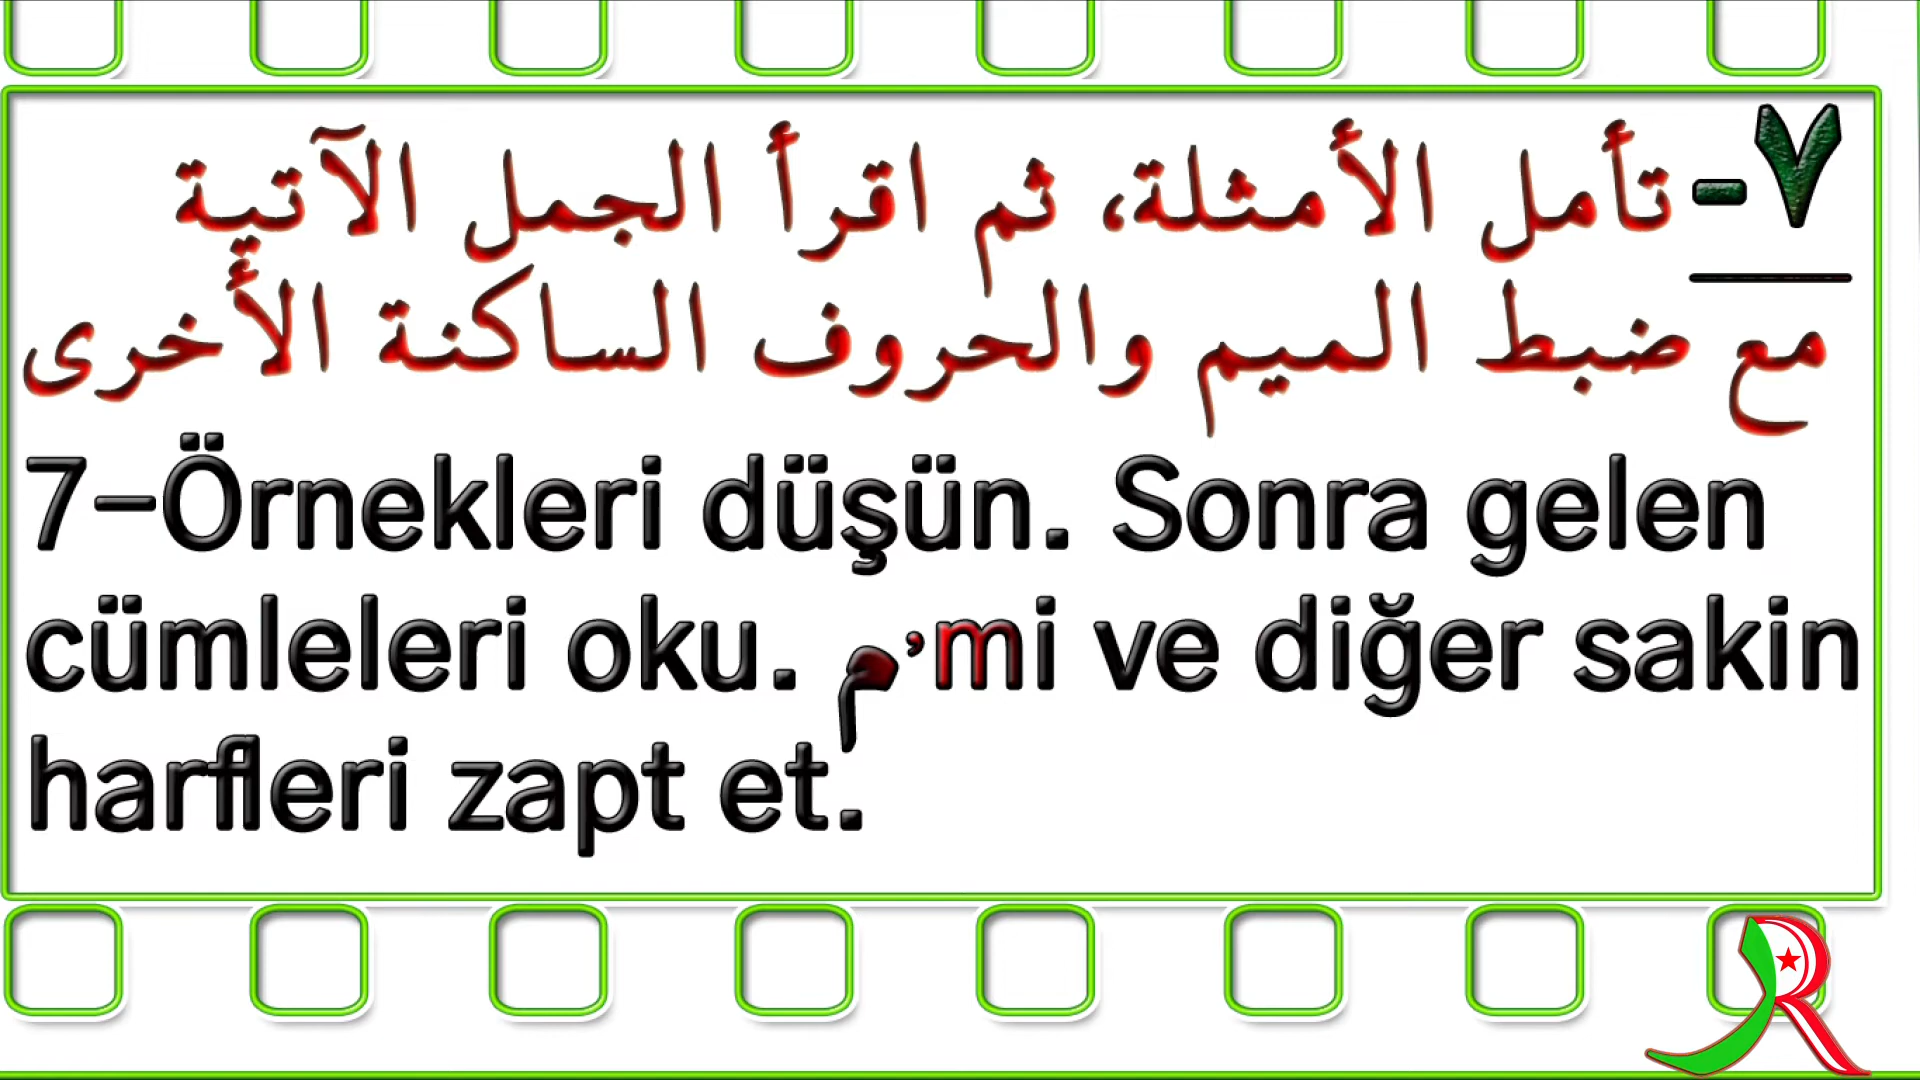 ٧- تأمل الأمثلة، ثم اقرأ الجمل الآتية
مع ضبط الميم والحروف الساكنة الأخرى
7-Örnekleri düşün. Sonra gelen
cümleleri oku. م’mi ve diğer sakin
harfleri zapt et.